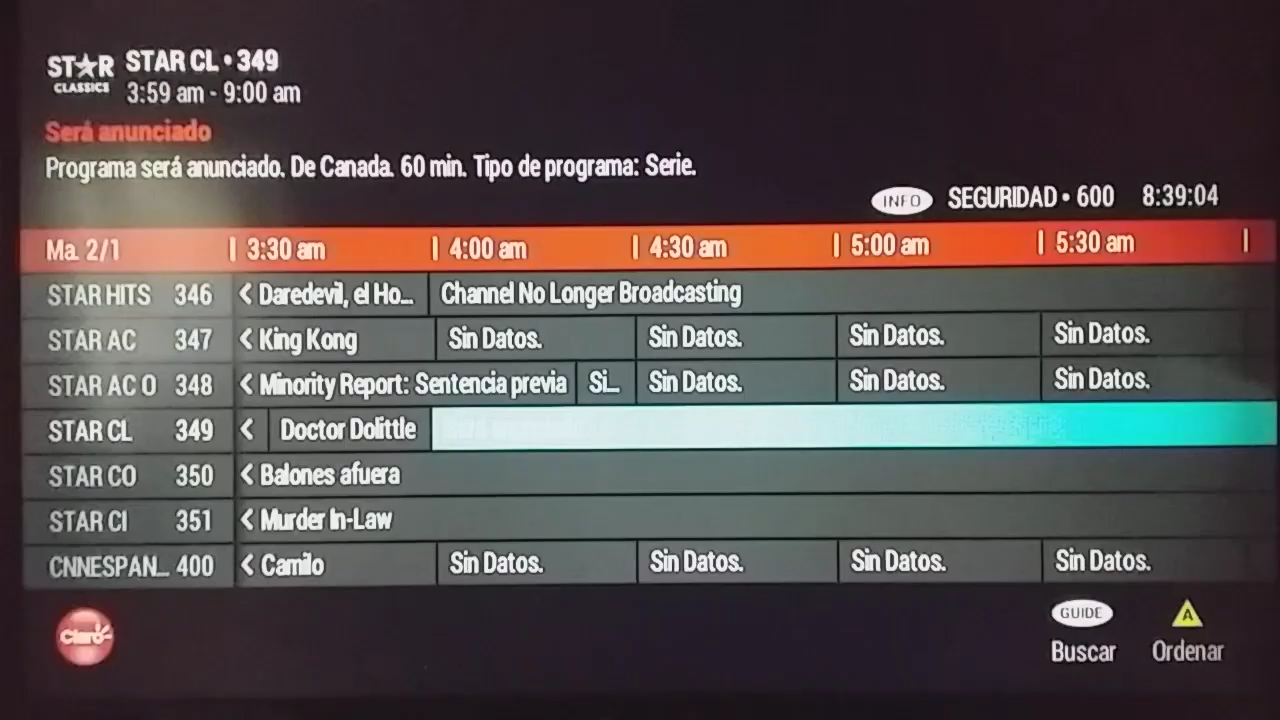 STAR CLASSICS
STAR CL • 349
3:59 am - 9:00 am
Será anunciado
Programa será anunciado. De Canada. 60 min. Tipo de programa: Serie.
INFO SEGURIDAD • 600 8:39:04
Ma. 2/1 | 3:30 am | 4:00 am | 4:30 am | 5:00 am | 5:30 am |
STAR HITS 346 < Daredevil, el Ho... Channel No Longer Broadcasting
STAR AC 347 < King Kong Sin Datos. Sin Datos. Sin Datos. Sin Datos.
STAR AC O 348 < Minority Report: Sentencia previa Si... Sin Datos. Sin Datos. Sin Datos.
STAR CL 349 < Doctor Dolittle
STAR CO 350 < Balones afuera
STAR CI 351 < Murder In-Law
CNNESPAN... 400 < Camilo Sin Datos. Sin Datos. Sin Datos. Sin Datos.
Claro
GUIDE A
Buscar Ordenar